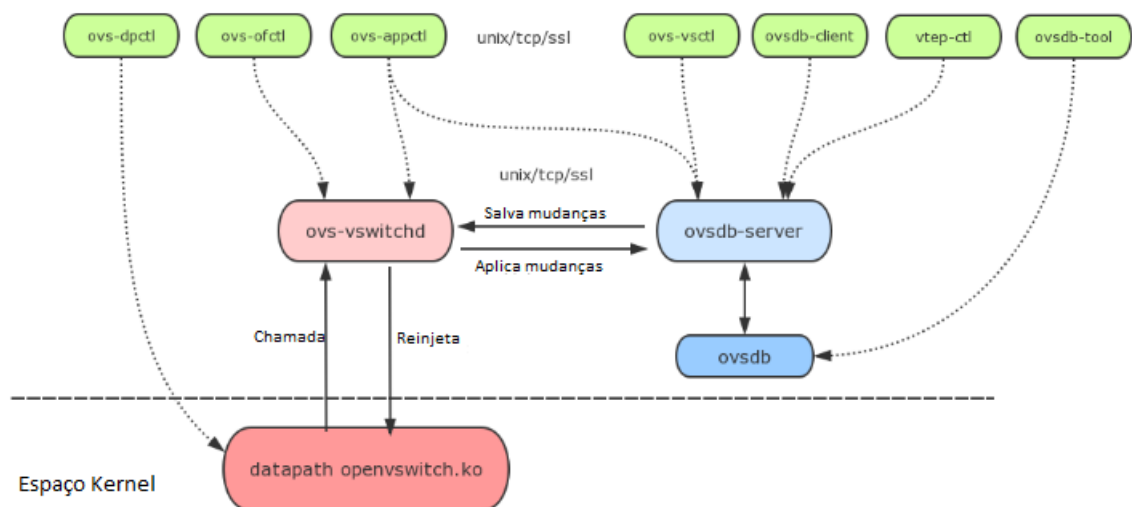 ovs-dpctl
ovs-ofctl
ovs-appctl
unix/tcp/ssl
ovs-vsctl
ovsdb-client
vtep-ctl
ovsdb-tool
unix/tcp/ssl
ovs-vswitchd
Salva mudanças
Aplica mudanças
ovsdb-server
Chamada
Reinjeta
ovsdb
datapath openvswitch.ko
Espaço Kernel